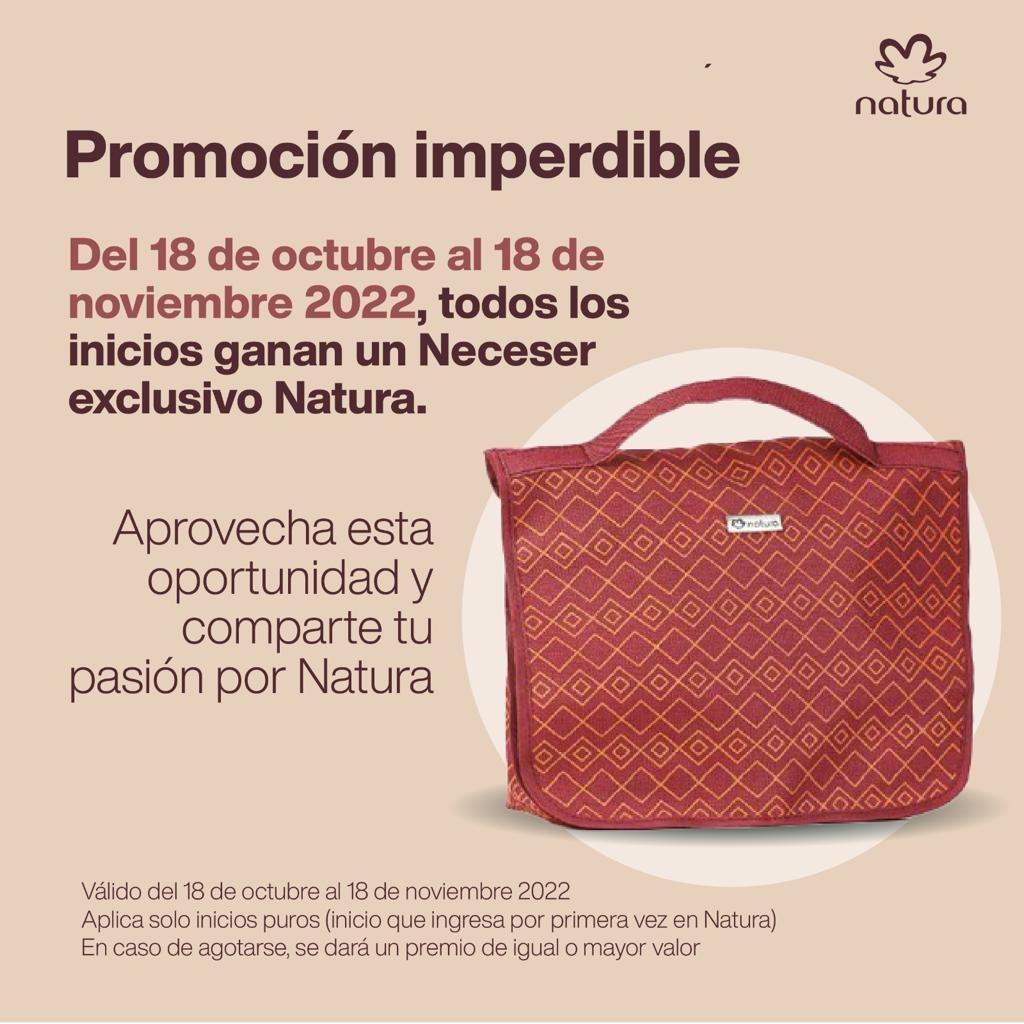 natura
Promoción imperdible
Del 18 de octubre al 18 de
noviembre 2022, todos los
inicios ganan un Neceser
exclusivo Natura.
Aprovecha esta
oportunidad y
comparte tu
pasión por Natura
natura
Válido del 18 de octubre al 18 de noviembre 2022
Aplica solo inicios puros (inicio que ingresa por primera vez en Natura)
En caso de agotarse, se dará un premio de igual o mayor valor